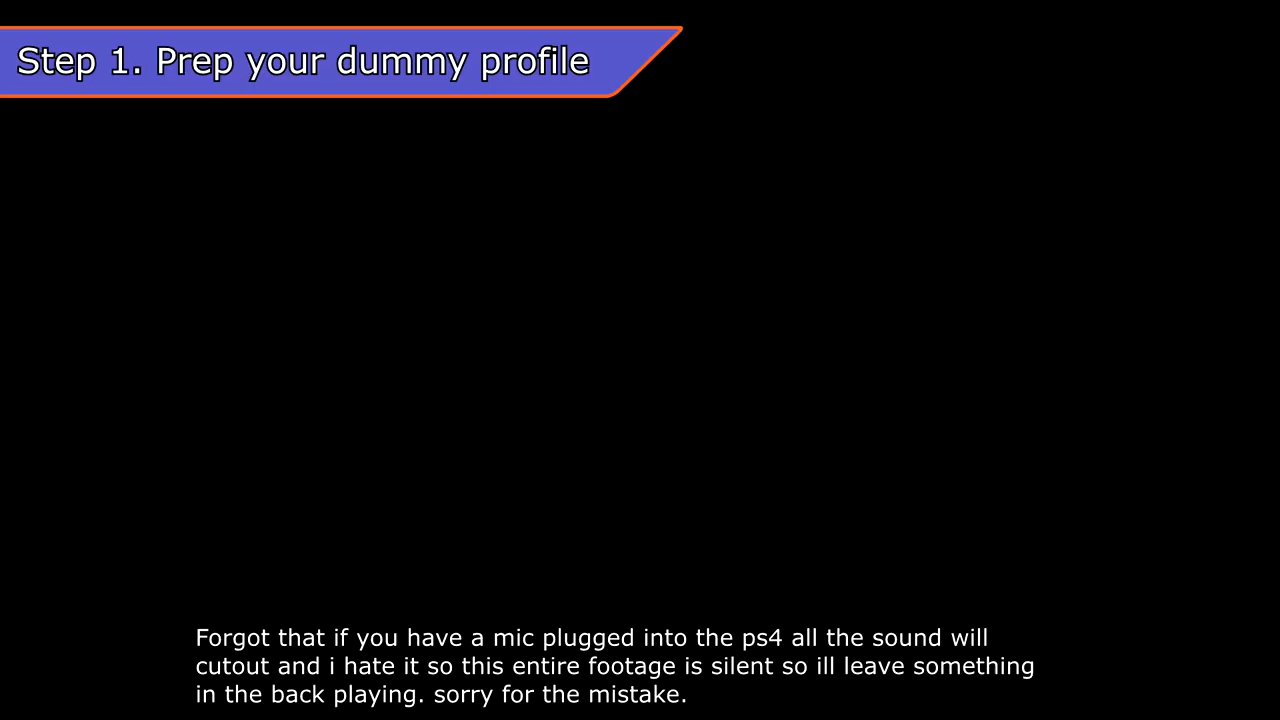 Step 1. Prep your dummy profile
Forgot that if you have a mic plugged into the ps4 all the sound will
cutout and i hate it so this entire footage is silent so ill leave something
in the back playing. sorry for the mistake.